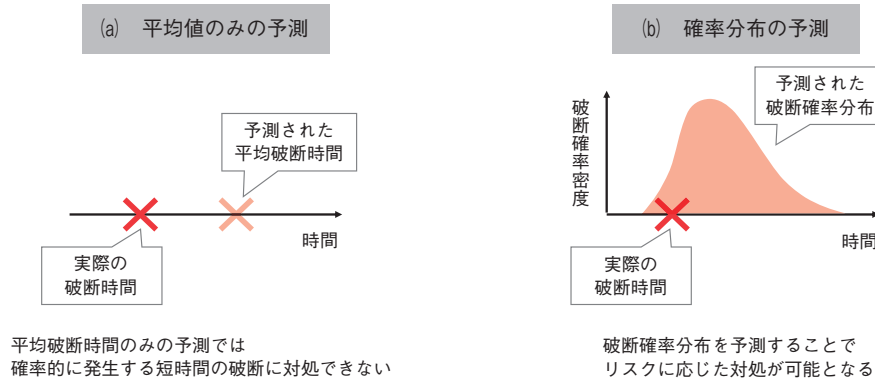 (a) 平均値のみの予測
予測された
平均破断時間
時間
実際の
破断時間
平均破断時間のみの予測では
確率的に発生する短時間の破断に対処できない
(b) 確率分布の予測
破断確率密度
予測された
破断確率分布
時間
実際の
破断時間
破断確率分布を予測することで
リスクに応じた対処が可能となる